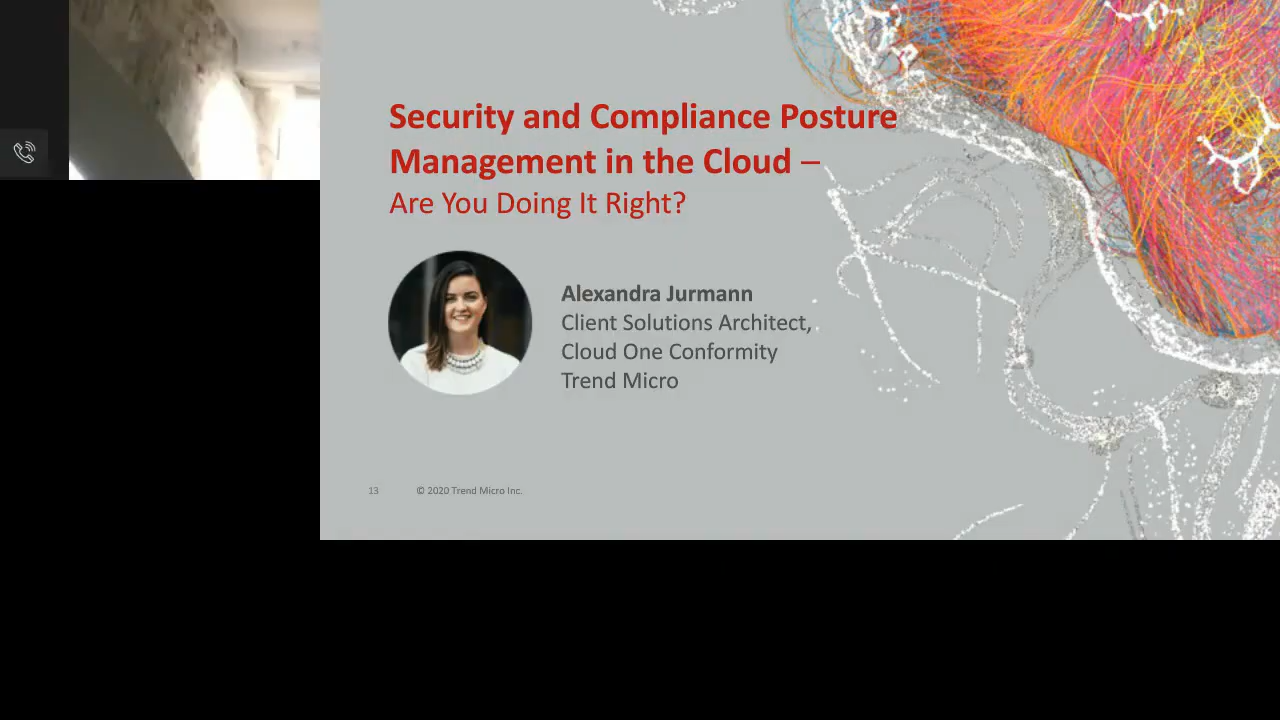 Security and Compliance Posture
Management in the Cloud –
Are You Doing It Right?
Alexandra Jurmann
Client Solutions Architect,
Cloud One Conformity
Trend Micro
13 © 2020 Trend Micro Inc.